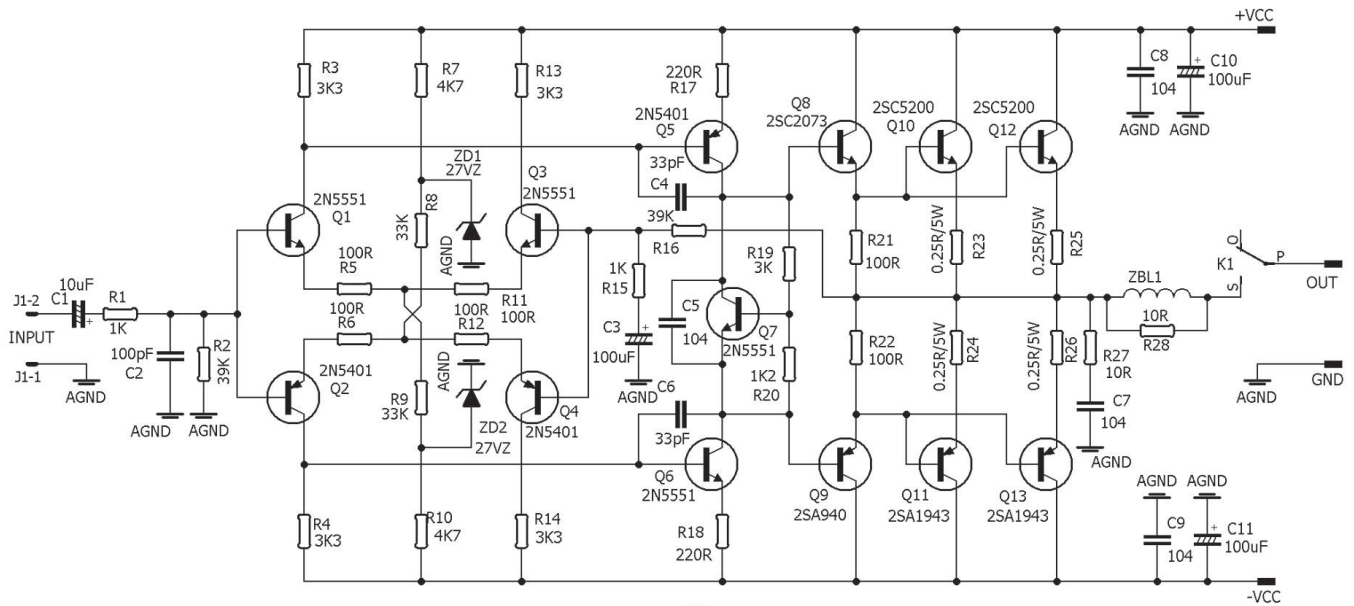 +VCC
R3
3K3
R7
4K7
R13
3K3
220R
R17
C8
104
AGND
C10
+
100uF
AGND
2N5401
Q5
Q8
2SC2073
2SC5200
Q10
2SC5200
Q12
ZD1
27VZ
Q3
2N5551
33pF
C4
2N5551
Q1
33K
R8
AGND
39K
R16
R19
3K
R21
100R
0.25R/5W
R23
0.25R/5W
R25
10uF
J1-2
C1
+
R1
1K
INPUT
J1-1
AGND
100R
R5
100R
R11
100R
R6
R12
100R
1K
R15
C3
+
100uF
AGND
C5
104
Q7
2N5551
ZBL1
10R
R28
O
K1
S
P
OUT
GND
AGND
100pF
C2
AGND
R2
39K
AGND
2N5401
Q2
R9
33K
AGND
ZD2
27VZ
Q4
2N5401
C6
33pF
1K2
R20
R22
100R
0.25R/5W
R24
0.25R/5W
R26
R27
10R
C7
104
AGND
Q6
2N5551
Q9
2SA940
Q11
2SA1943
Q13
2SA1943
R4
3K3
R10
4K7
R14
3K3
R18
220R
AGND
C9
104
AGND
+
C11
100uF
-VCC